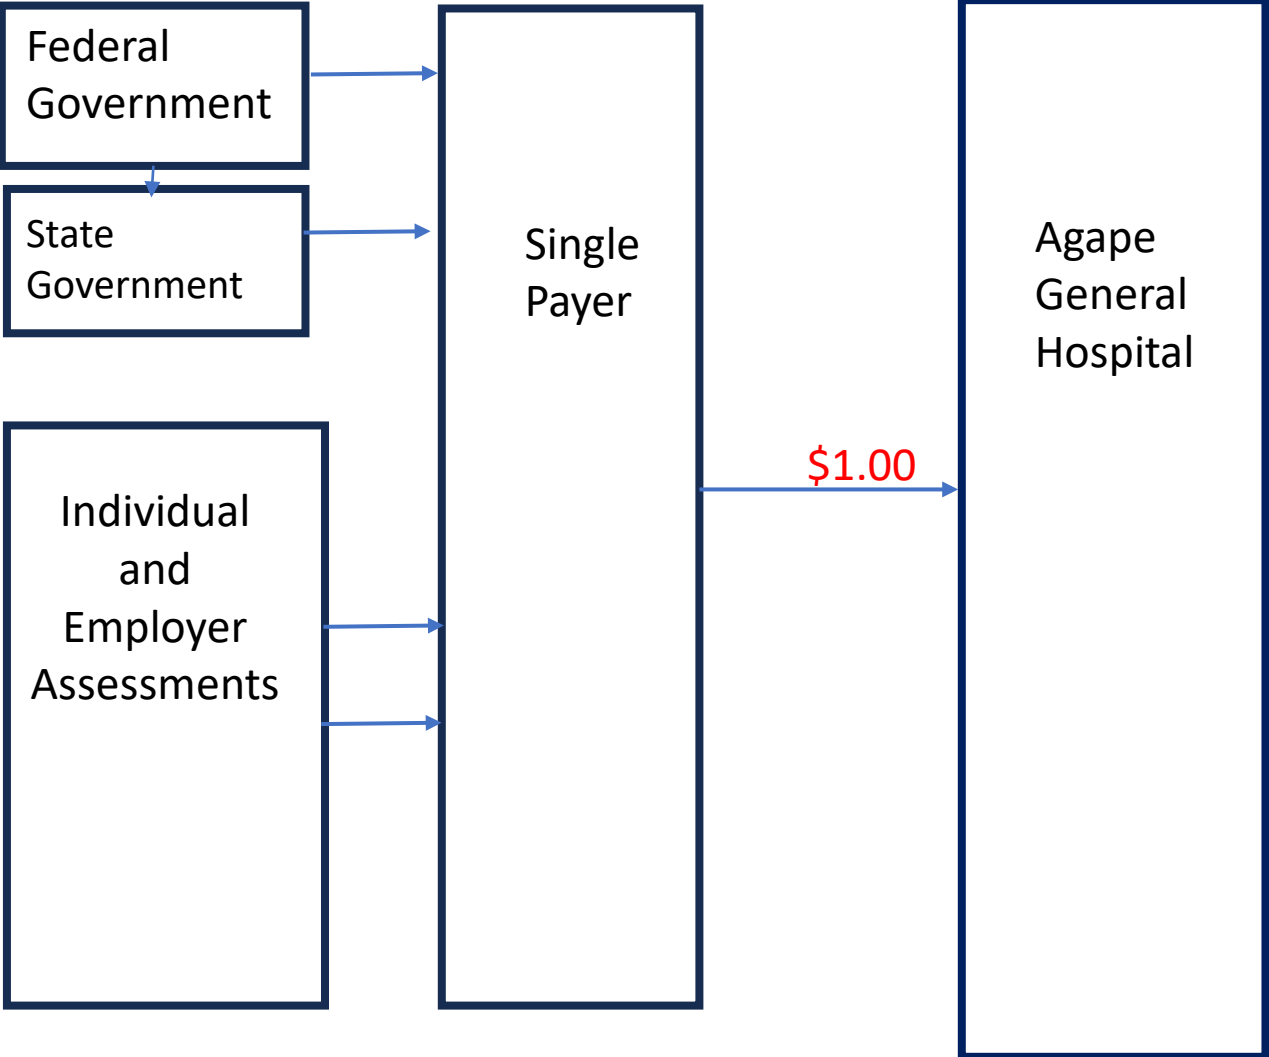 Federal
Government
State
Government
Individual
and
Employer
Assessments
Single
Payer
$1.00
Agape
General
Hospital